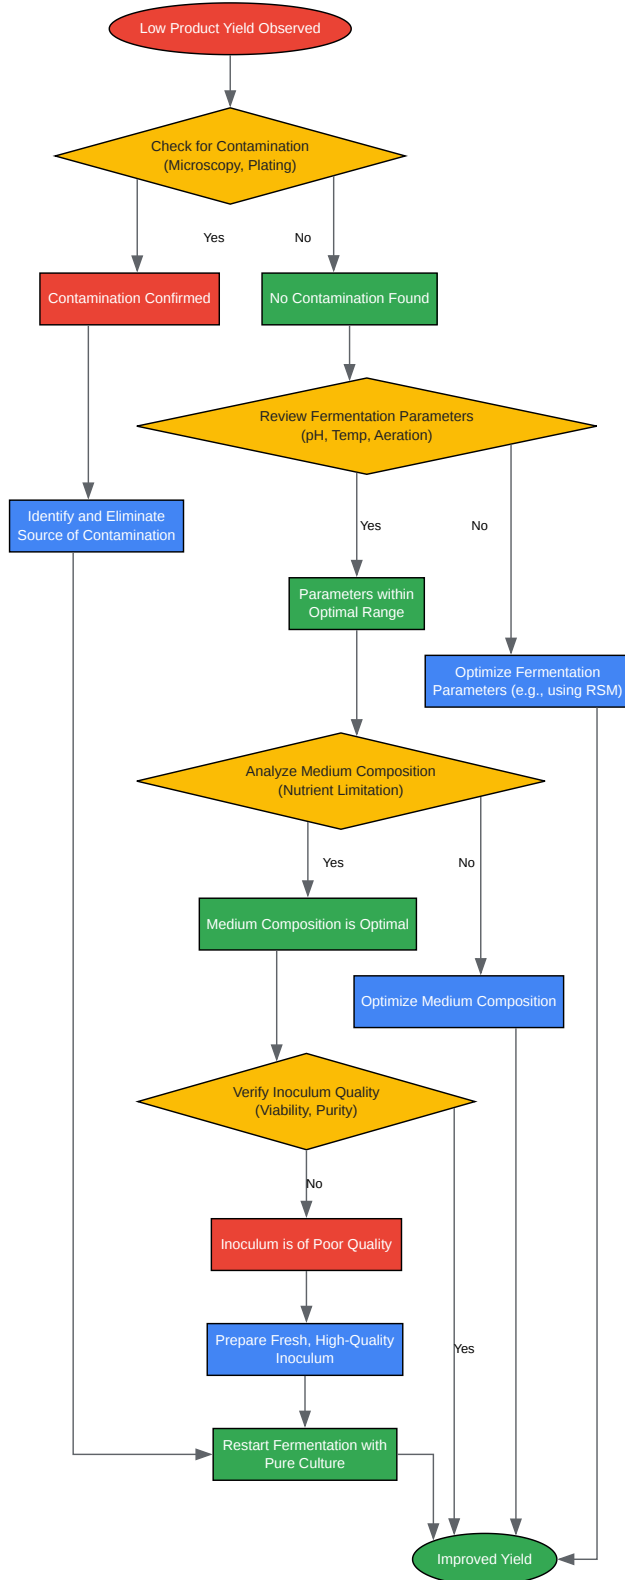 Low Product Yield Observed
Check for Contamination
(Microscopy, Plating)
Yes
No
Contamination Confirmed
No Contamination Found
Review Fermentation Parameters
(pH, Temp, Aeration)
Identify and Eliminate
Source of Contamination
Yes
No
Parameters within
Optimal Range
Optimize Fermentation
Parameters (e.g., using RSM)
Analyze Medium Composition
(Nutrient Limitation)
Yes
No
Medium Composition is Optimal
Optimize Medium Composition
Verify Inoculum Quality
(Viability, Purity)
No
Inoculum is of Poor Quality
Prepare Fresh, High-Quality
Inoculum
Yes
Restart Fermentation with
Pure Culture
Improved Yield